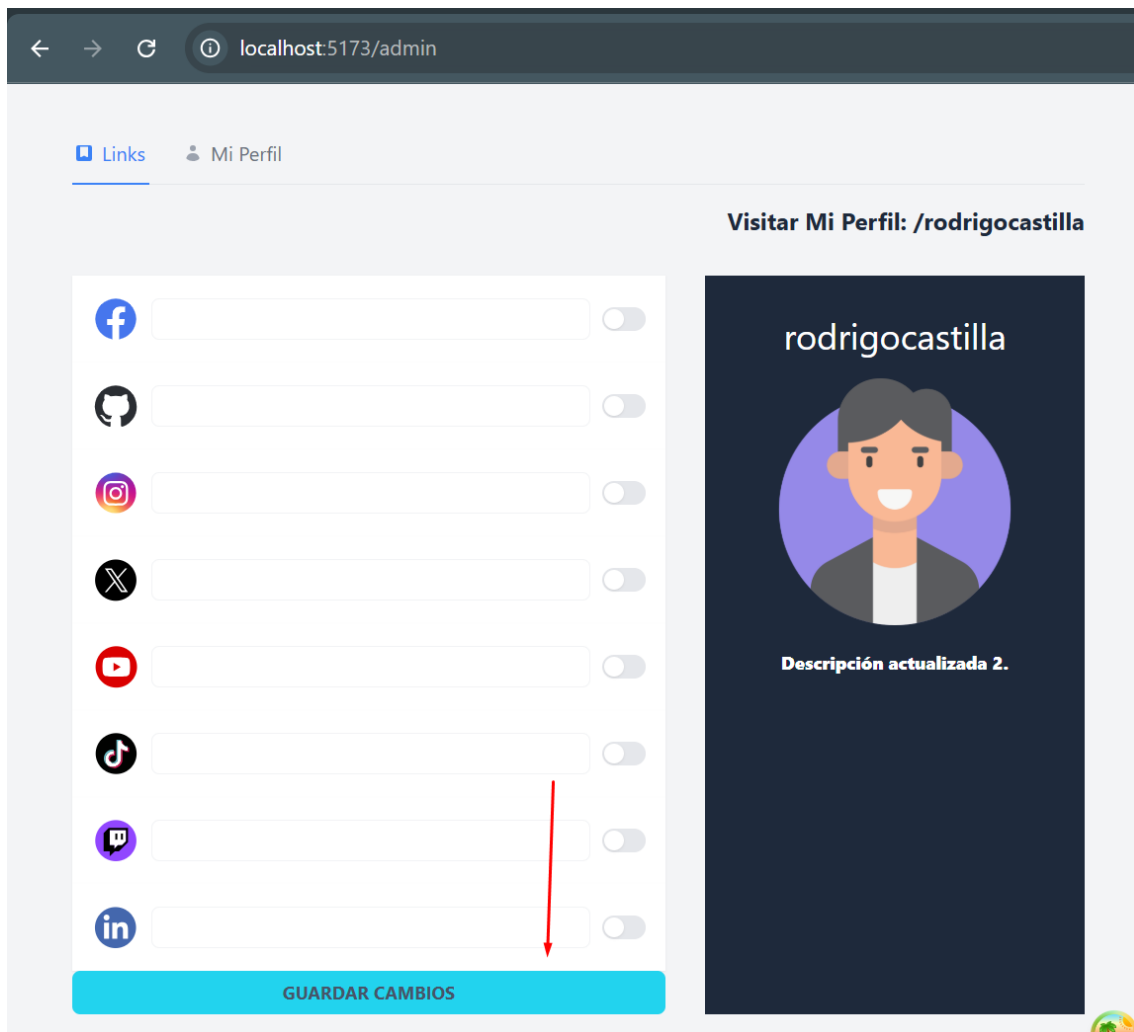 localhost:5173/admin
Links
Mi Perfil
Visitar Mi Perfil: /rodrigocastilla
rodrigocastilla
Descripción actualizada 2.
GUARDAR CAMBIOS